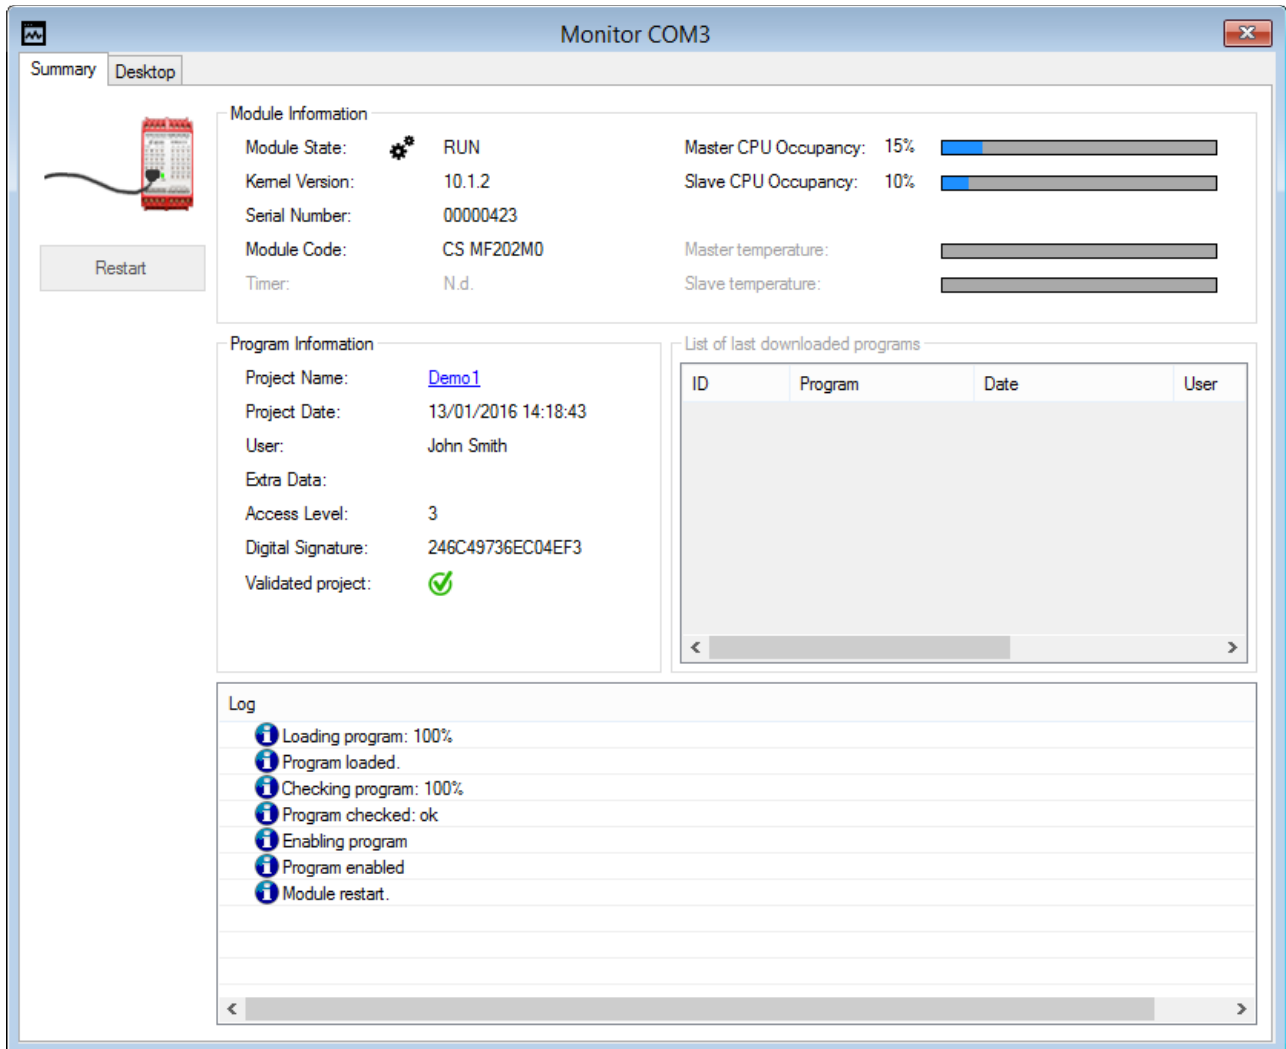 Monitor COM3
Summary
Desktop
Restart
Module Information
Module State: RUN
Kernel Version: 10.1.2
Serial Number: 00000423
Module Code: CS MF202M0
Timer: N.d.
Master CPU Occupancy: 15%
Slave CPU Occupancy: 10%
Master temperature:
Slave temperature:
Program Information
Project Name: Demo1
Project Date: 13/01/2016 14:18:43
User: John Smith
Extra Data:
Access Level: 3
Digital Signature: 246C49736EC04EF3
Validated project:
List of last downloaded programs
ID Program Date User
Log
Loading program: 100%
Program loaded.
Checking program: 100%
Program checked: ok
Enabling program
Program enabled
Module restart.